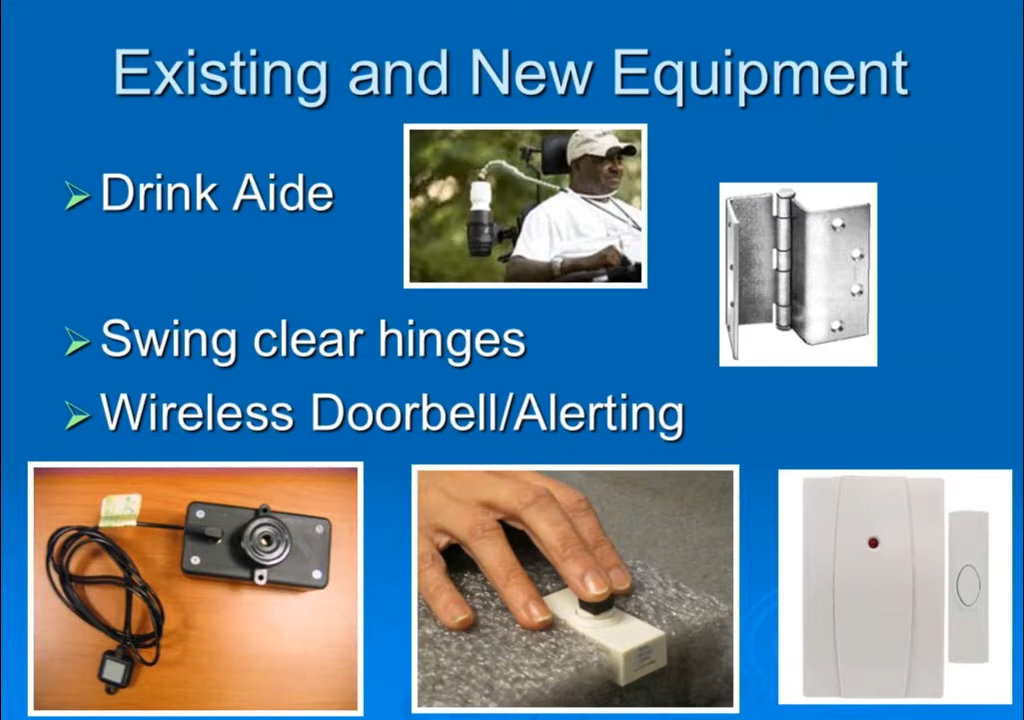 Existing and New Equipment
Drink Aide
Swing clear hinges
Wireless Doorbell/Alerting